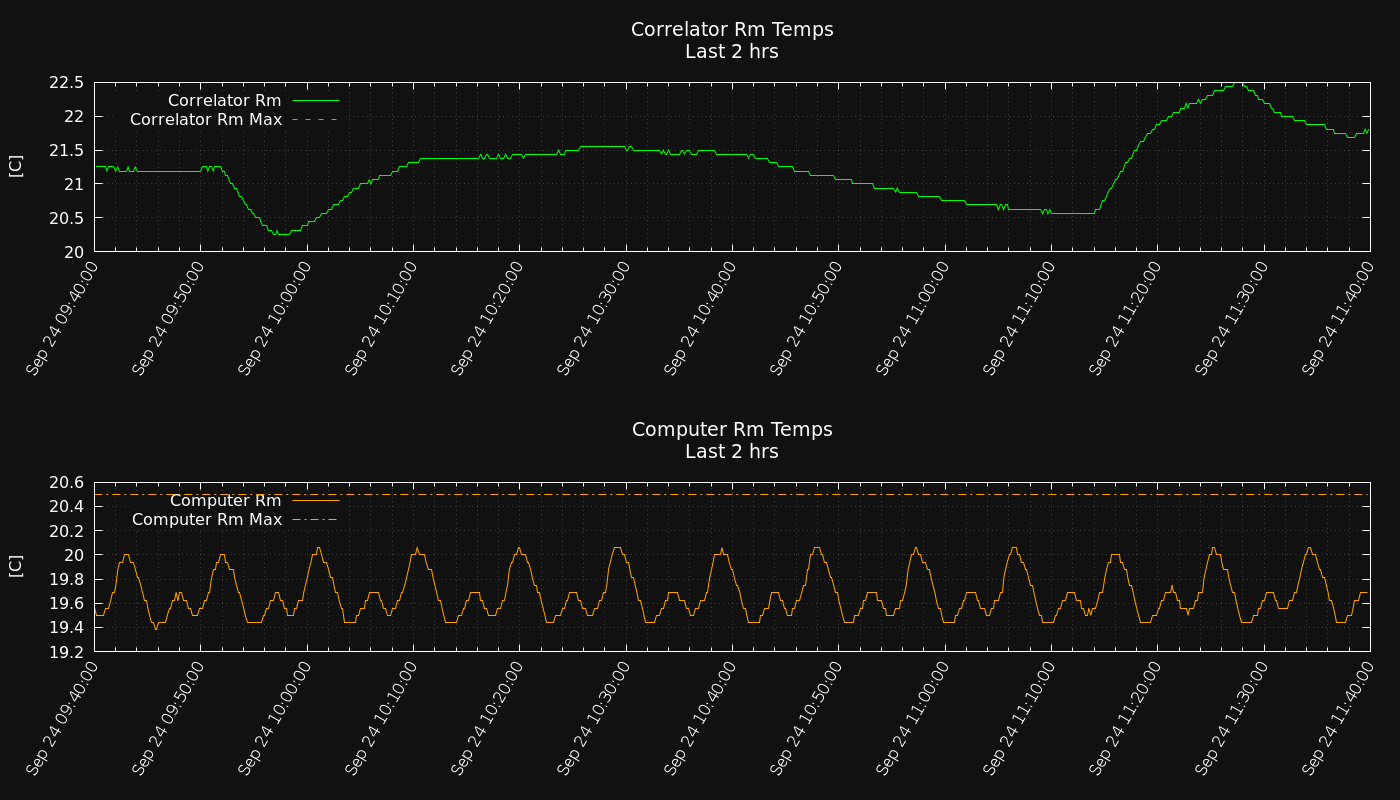 Correlator Rm Temps
Last 2 hrs
22.5
22
21.5
21
20.5
20
[C]
Correlator Rm
Correlator Rm Max
Sep 24 09:40:00
Sep 24 09:50:00
Sep 24 10:00:00
Sep 24 10:10:00
Sep 24 10:20:00
Sep 24 10:30:00
Sep 24 10:40:00
Sep 24 10:50:00
Sep 24 11:00:00
Sep 24 11:10:00
Sep 24 11:20:00
Sep 24 11:30:00
Sep 24 11:40:00
Computer Rm Temps
Last 2 hrs
20.6
20.4
20.2
20
19.8
19.6
19.4
19.2
[C]
Computer Rm
Computer Rm Max
Sep 24 09:40:00
Sep 24 09:50:00
Sep 24 10:00:00
Sep 24 10:10:00
Sep 24 10:20:00
Sep 24 10:30:00
Sep 24 10:40:00
Sep 24 10:50:00
Sep 24 11:00:00
Sep 24 11:10:00
Sep 24 11:20:00
Sep 24 11:30:00
Sep 24 11:40:00